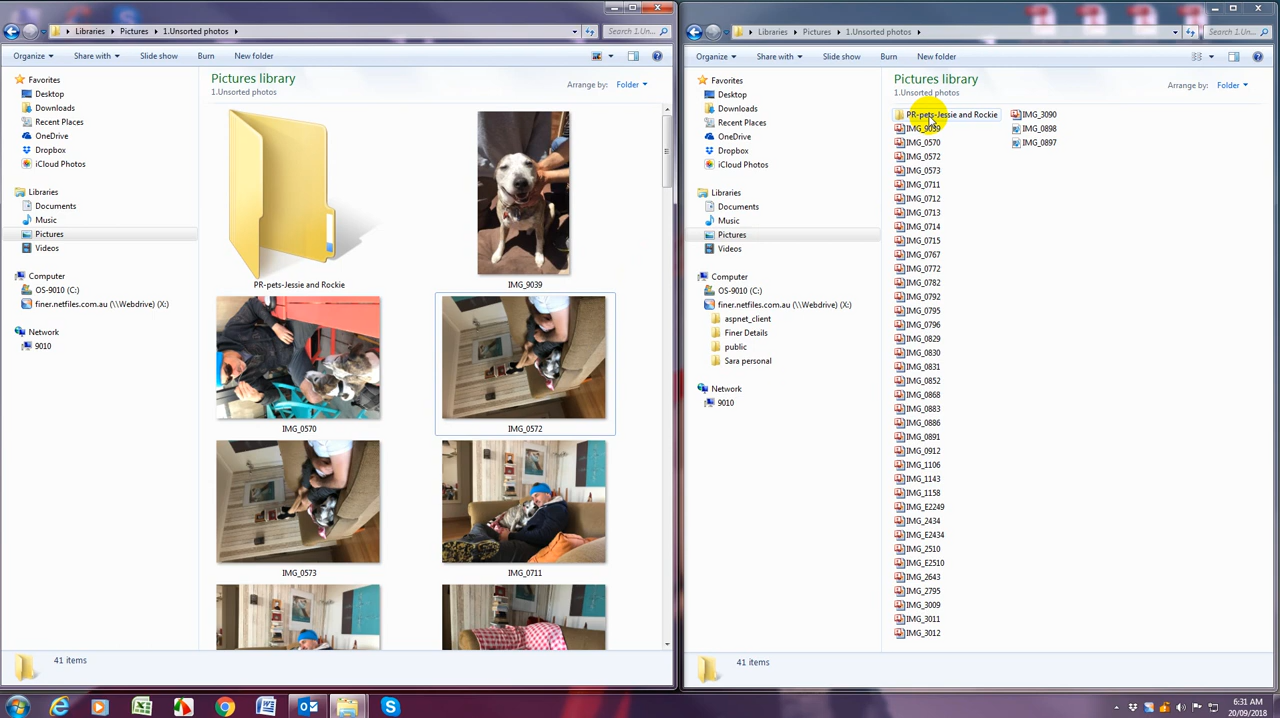 Libraries Pictures 1.Unsorted photos Search 1.Un...
Organize Share with Slide show Burn New folder
Favorites
Desktop
Downloads
Recent Places
OneDrive
Dropbox
iCloud Photos
Libraries
Documents
Music
Pictures
Videos
Computer
OS-9010 (C:)
finer.netfiles.com.au (\\Webdrive) (X:)
Network
9010
Pictures library
1.Unsorted photos
Arrange by: Folder
PR-pets-Jessie and Rockie
IMG_9039
IMG_0570
IMG_0572
IMG_0573
IMG_0711
41 items
Libraries Pictures 1.Unsorted photos Search 1.Un...
Organize Share with Slide show Burn New folder
Favorites
Desktop
Downloads
Recent Places
OneDrive
Dropbox
iCloud Photos
Libraries
Documents
Music
Pictures
Videos
Computer
OS-9010 (C:)
finer.netfiles.com.au (\\Webdrive) (X:)
aspnet_client
Finer Details
public
Sara personal
Network
9010
Pictures library
1.Unsorted photos
Arrange by: Folder
PR-pets-Jessie and Rockie
IMG_9039
IMG_0570
IMG_0572
IMG_0573
IMG_0711
IMG_0712
IMG_0713
IMG_0714
IMG_0715
IMG_0767
IMG_0772
IMG_0782
IMG_0792
IMG_0795
IMG_0796
IMG_0829
IMG_0830
IMG_0831
IMG_0852
IMG_0868
IMG_0883
IMG_0886
IMG_0891
IMG_0912
IMG_1106
IMG_1143
IMG_1158
IMG_E2249
IMG_2434
IMG_E2434
IMG_2510
IMG_E2510
IMG_2643
IMG_2795
IMG_3009
IMG_3011
IMG_3012
IMG_3090
IMG_0898
IMG_0897
41 items
6:31 AM
20/09/2018